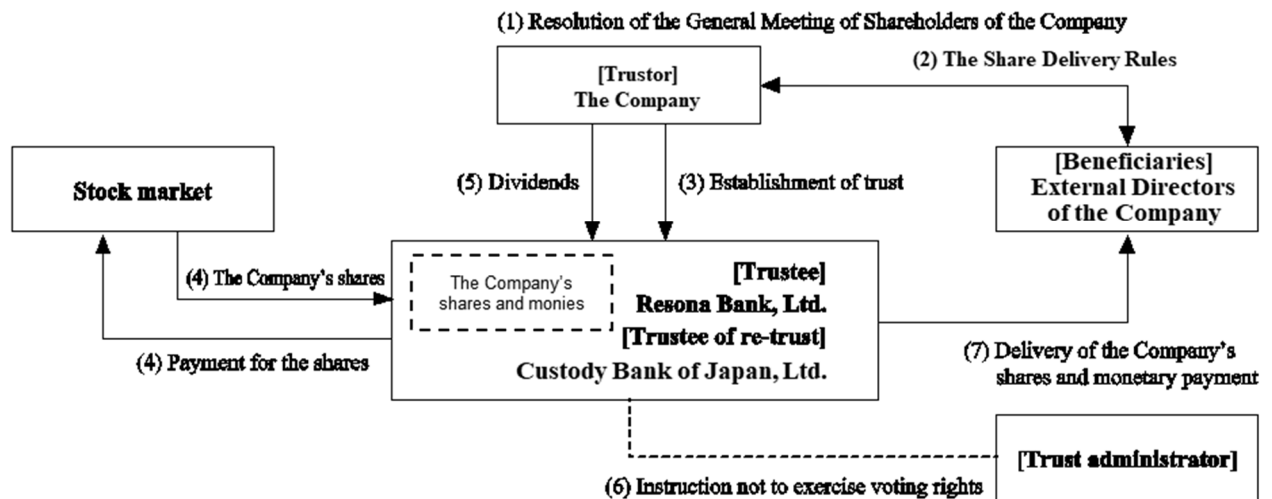 (1) Resolution of the General Meeting of Shareholders of the Company
[Trustor]
The Company
(2) The Share Delivery Rules
Stock market
(5) Dividends
(3) Establishment of trust
[Beneficiaries]
External Directors
of the Company
(4) The Company's shares
The Company's
shares and monies
[Trustee]
Resona Bank, Ltd.
[Trustee of re-trust]
Custody Bank of Japan, Ltd.
(4) Payment for the shares
(7) Delivery of the Company's
shares and monetary payment
[Trust administrator]
(6) Instruction not to exercise voting rights